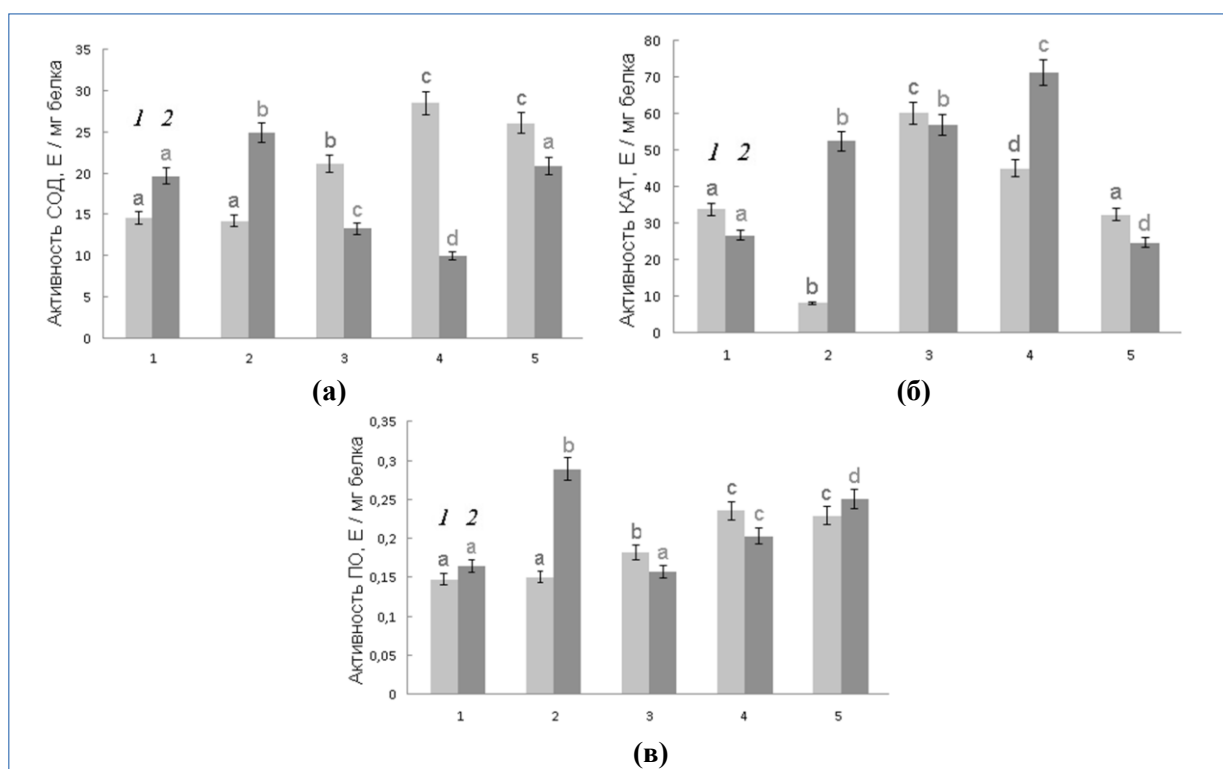 Активность СОД, Е / мг белка
35
30
25
20
15
10
5
0
1 2
a a
a b
b c
c d
c a
1 2 3 4 5
(а)
Активность КАТ, Е / мг белка
80
70
60
50
40
30
20
10
0
1 2
a a
b b
c b
d c
a d
1 2 3 4 5
(б)
Активность ПО, Е / мг белка
0,35
0,3
0,25
0,2
0,15
0,1
0,05
0
1 2
a a
a b
b a
c c
c d
1 2 3 4 5
(в)